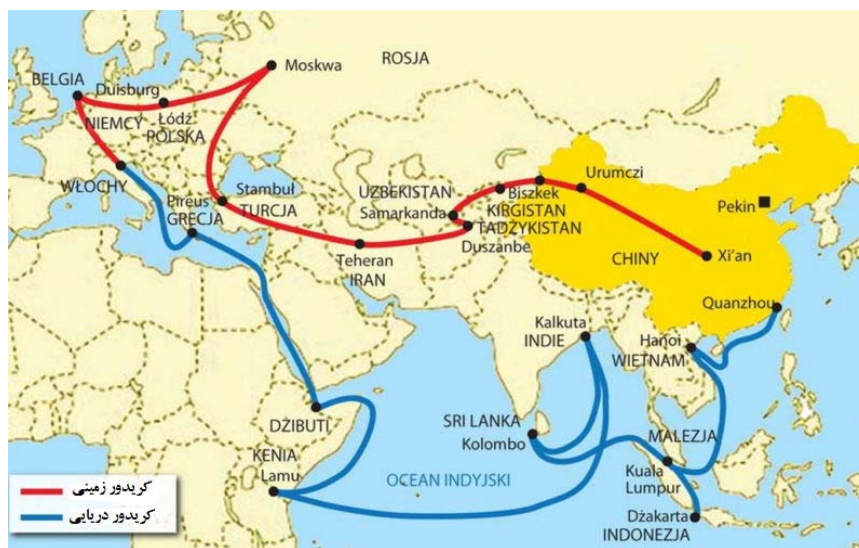 Moskwa
ROSJA
BELGIA
Duisburg
NIEMCY
Łódź
POLSKA
WŁOCHY
Pireus
GRECJA
Stambuł
TURCJA
UZBEKISTAN
Samarkanda
Biszkek
KIRGISTAN
TADŻYKISTAN
Duszanbe
Urumczi
Pekin
Teheran
IRAN
CHINY
Xi'an
Quanzhou
Kalkuta
INDIE
Hanoi
WIETNAM
DŻIBUTI
SRI LANKA
Kolombo
MALEZJA
KENIA
Lamu
OCEAN INDYJSKI
Kuala
Lumpur
Dżakarta
INDONEZJA
کریدور زمینی
کریدور دریایی